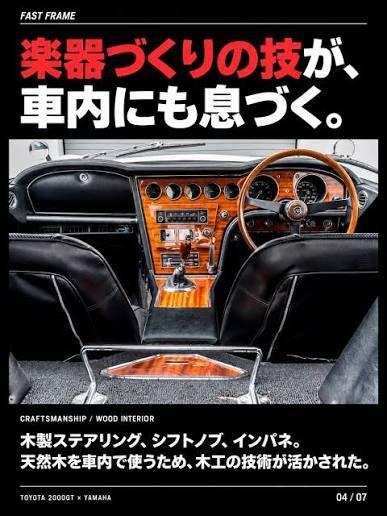 FAST FRAME
楽器づくりの技が、
車内にも息づく。
CRAFTSMANSHIP / WOOD INTERIOR
木製ステアリング、シフトノブ、インパネ。
天然木を車内で使うため、木工の技術が活かされた。
TOYOTA 2000GT × YAMAHA
04 / 07